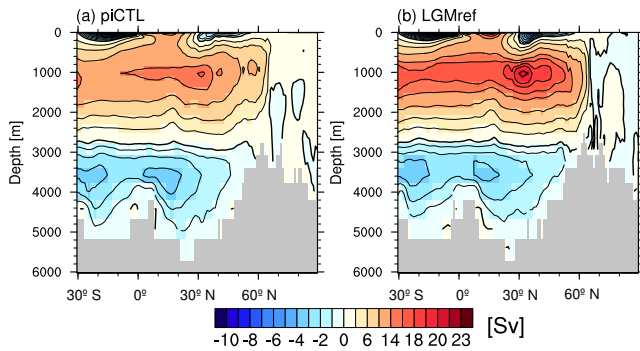 (a) piCTL
(b) LGMref
Depth [m]
0
1000
2000
3000
4000
5000
6000
30º S
0º
30º N
60º N
Depth [m]
0
1000
2000
3000
4000
5000
6000
30º S
0º
30º N
60º N
-10 -8 -6 -4 -2 0 6 14 18 20 23
[Sv]